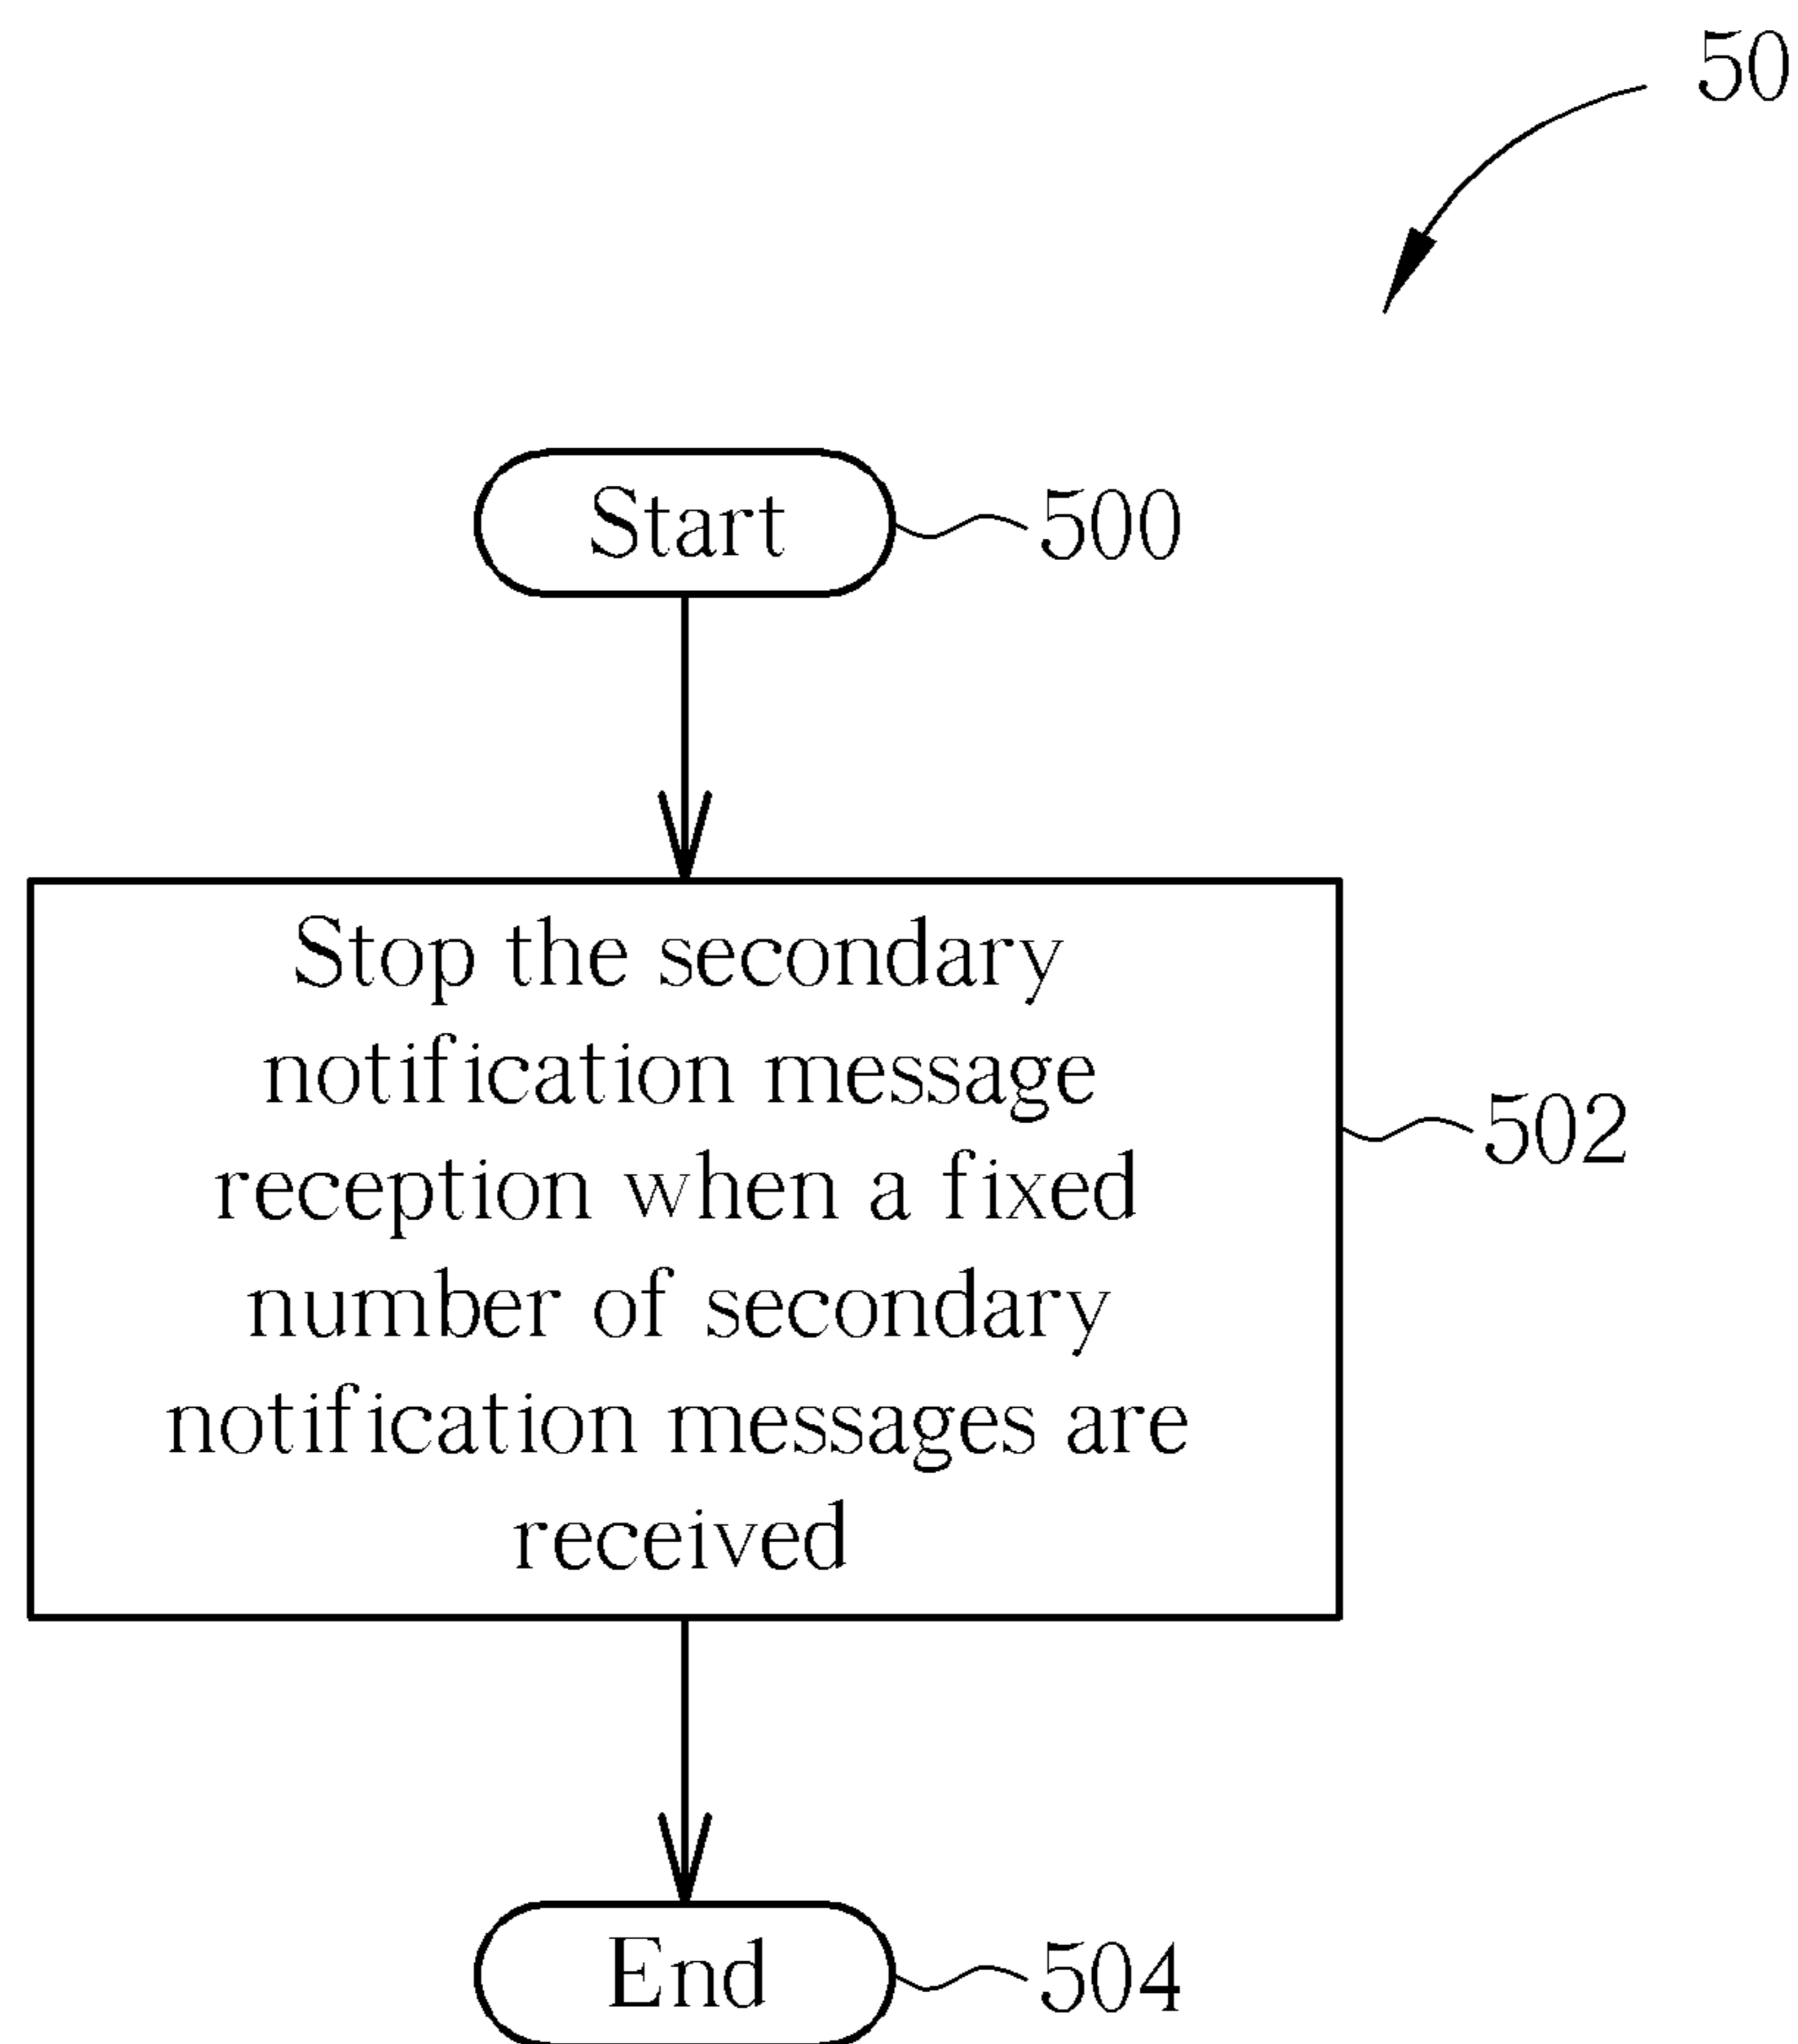 50
Start
500
Stop the secondary
notification message
reception when a fixed
number of secondary
notification messages are
received
502
End
504